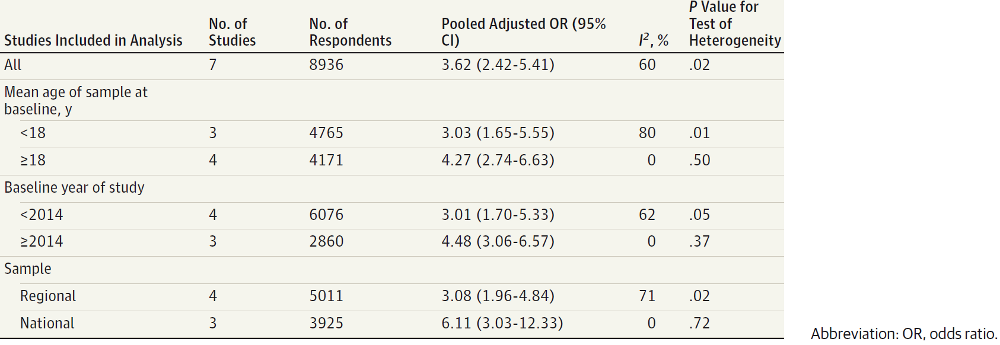 Studies Included in Analysis No. of Studies No. of Respondents Pooled Adjusted OR (95% CI) I², % P Value for Test of Heterogeneity
All 7 8936 3.62 (2.42-5.41) 60 .02
Mean age of sample at
baseline, y
<18 3 4765 3.03 (1.65-5.55) 80 .01
≥18 4 4171 4.27 (2.74-6.63) 0 .50
Baseline year of study
<2014 4 6076 3.01 (1.70-5.33) 62 .05
≥2014 3 2860 4.48 (3.06-6.57) 0 .37
Sample
Regional 4 5011 3.08 (1.96-4.84) 71 .02
National 3 3925 6.11 (3.03-12.33) 0 .72
Abbreviation: OR, odds ratio.